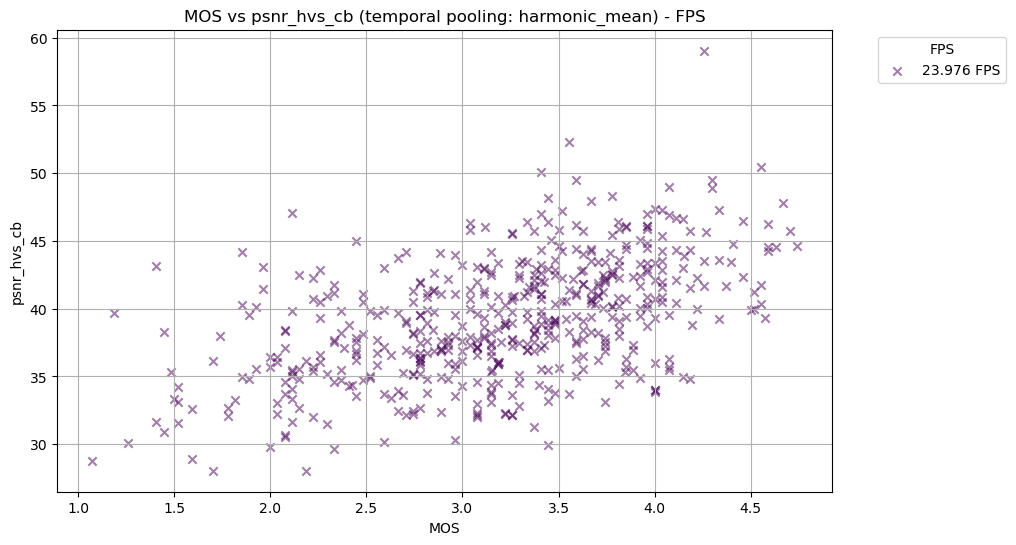 MOS vs psnr_hvs_cb (temporal pooling: harmonic_mean) - FPS
60
55
50
45
40
35
30
psnr_hvs_cb
1.0 1.5 2.0 2.5 3.0 3.5 4.0 4.5
MOS
FPS
23.976 FPS